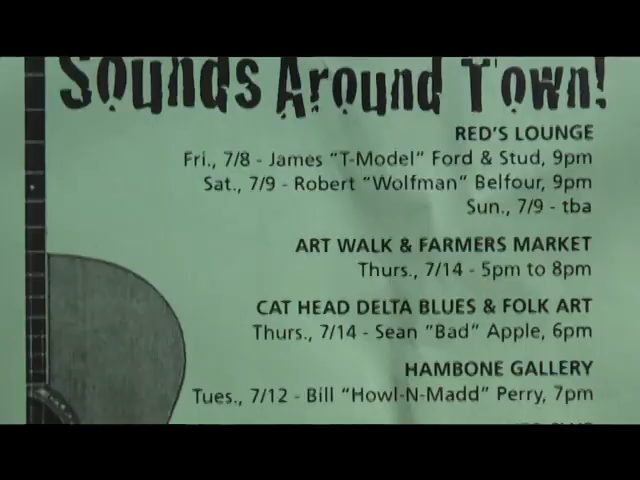 Sounds Around Town!
RED'S LOUNGE
Fri., 7/8 - James "T-Model" Ford & Stud, 9pm
Sat., 7/9 - Robert "Wolfman" Belfour, 9pm
Sun., 7/9 - tba
ART WALK & FARMERS MARKET
Thurs., 7/14 - 5pm to 8pm
CAT HEAD DELTA BLUES & FOLK ART
Thurs., 7/14 - Sean "Bad" Apple, 6pm
HAMBONE GALLERY
Tues., 7/12 - Bill "Howl-N-Madd" Perry, 7pm